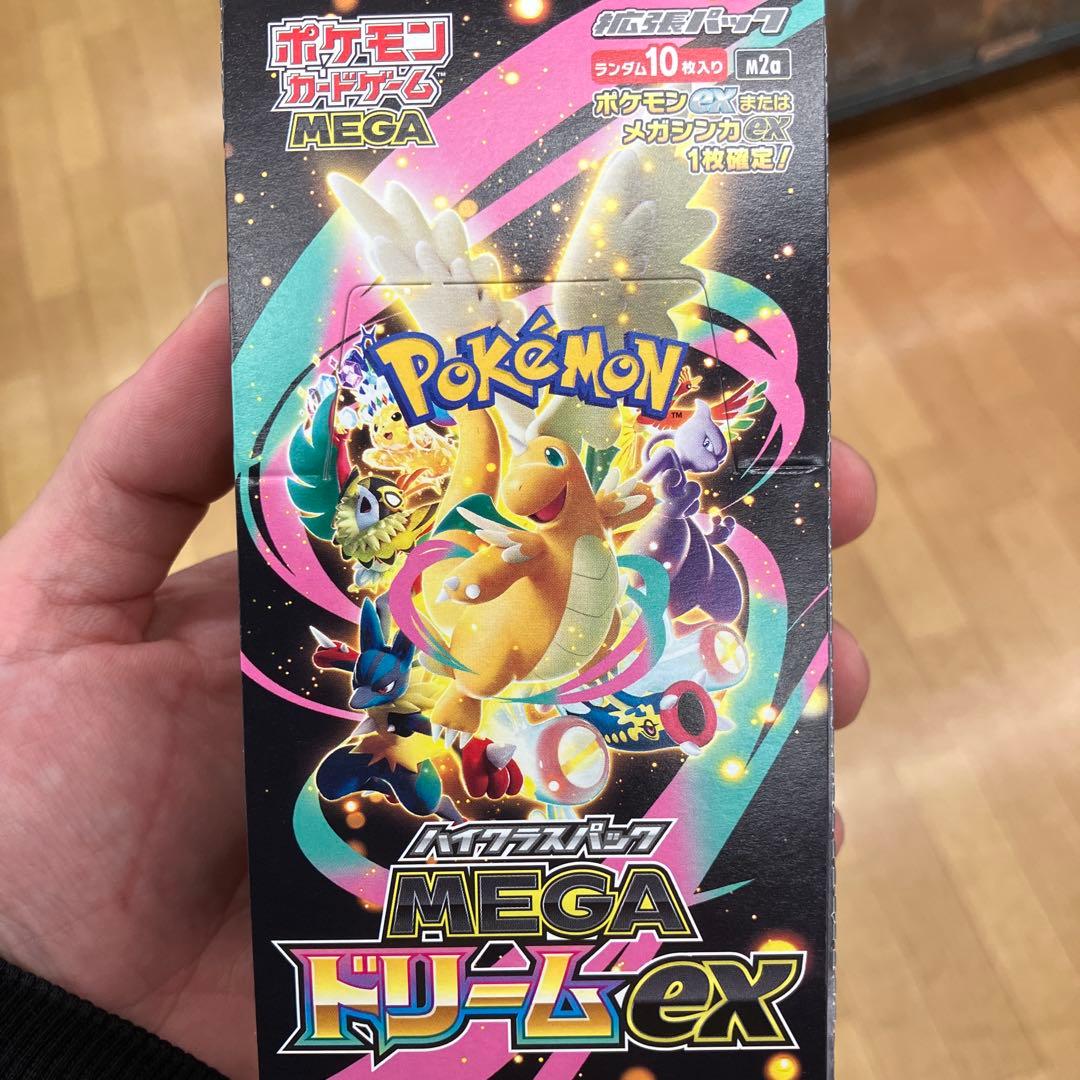 ポケモン
カードゲーム™
MEGA
拡張パック
ランダム10枚入り M2a
ポケモンexまたは
メガシンカex
1枚確定!
POKéMON™
ハイクラスパック
MEGA
ドリームex